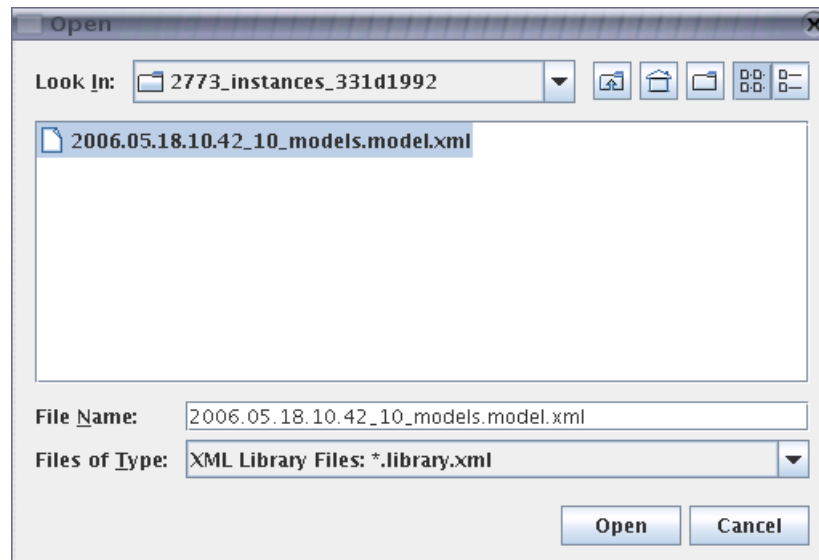 Open
Look In: 2773_instances_331d1992
2006.05.18.10.42_10_models.model.xml
File Name: 2006.05.18.10.42_10_models.model.xml
Files of Type: XML Library Files: *.library.xml
Open Cancel